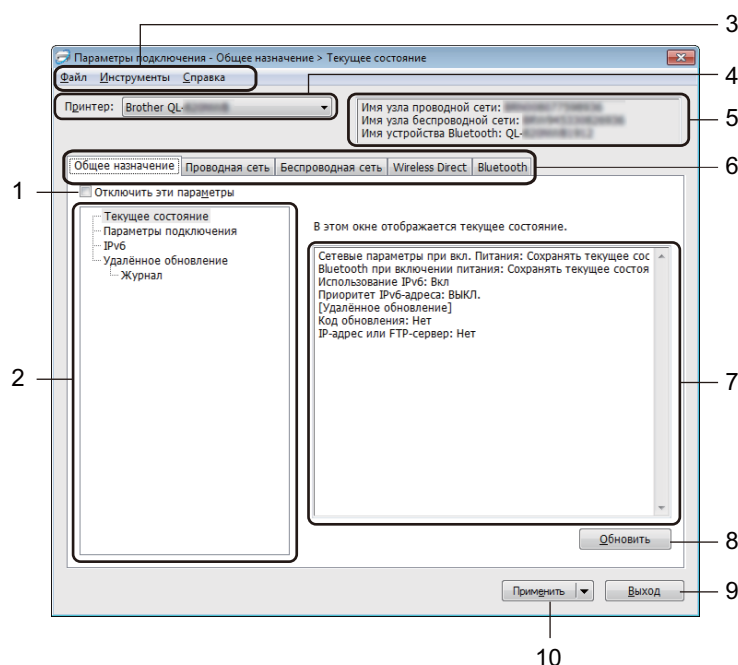 3
Параметры подключения - Общее назначение > Текущее состояние
Файл Инструменты Справка
4
Принтер: Brother QL-
Имя узла проводной сети:
Имя узла беспроводной сети:
Имя устройства Bluetooth: QL-
5
Общее назначение Проводная сеть Беспроводная сеть Wireless Direct Bluetooth
6
1
Отключить эти параметры
Текущее состояние
Параметры подключения
IPv6
Удалённое обновление
Журнал
2
В этом окне отображается текущее состояние.
Сетевые параметры при вкл. Питания: Сохранять текущее сос
Bluetooth при включении питания: Сохранять текущее состоя
Использование IPv6: Вкл
Приоритет IPv6-адреса: ВЫКЛ.
[Удалённое обновление]
Код обновления: Нет
IP-адрес или FTP-сервер: Нет
7
Обновить
8
Применить
Выход
9
10